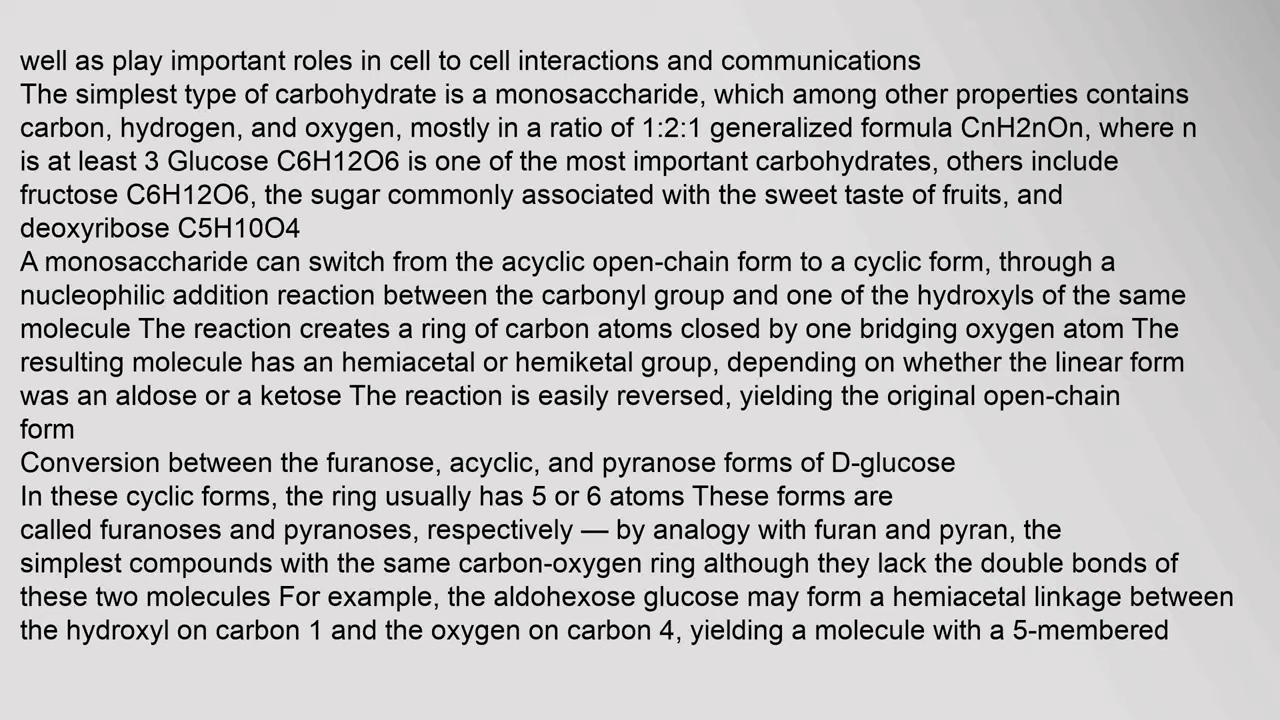 well as play important roles in cell to cell interactions and communications
The simplest type of carbohydrate is a monosaccharide, which among other properties contains
carbon, hydrogen, and oxygen, mostly in a ratio of 1:2:1 generalized formula CnH2nOn, where n
is at least 3 Glucose C6H12O6 is one of the most important carbohydrates, others include
fructose C6H12O6, the sugar commonly associated with the sweet taste of fruits, and
deoxyribose C5H10O4
A monosaccharide can switch from the acyclic open-chain form to a cyclic form, through a
nucleophilic addition reaction between the carbonyl group and one of the hydroxyls of the same
molecule The reaction creates a ring of carbon atoms closed by one bridging oxygen atom The
resulting molecule has an hemiacetal or hemiketal group, depending on whether the linear form
was an aldose or a ketose The reaction is easily reversed, yielding the original open-chain
form
Conversion between the furanose, acyclic, and pyranose forms of D-glucose
In these cyclic forms, the ring usually has 5 or 6 atoms These forms are
called furanoses and pyranoses, respectively — by analogy with furan and pyran, the
simplest compounds with the same carbon-oxygen ring although they lack the double bonds of
these two molecules For example, the aldohexose glucose may form a hemiacetal linkage between
the hydroxyl on carbon 1 and the oxygen on carbon 4, yielding a molecule with a 5-membered